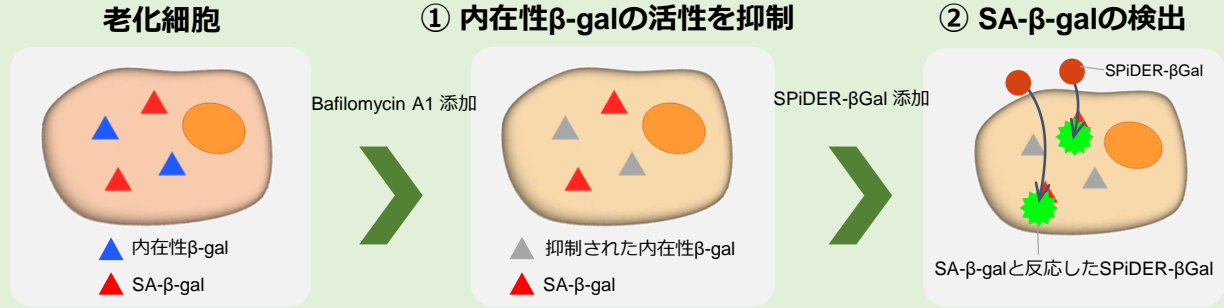 老化細胞
① 内在性β-galの活性を抑制
② SA-β-galの検出
Bafilomycin A1 添加
SPiDER-βGal 添加
SPiDER-βGal
内在性β-gal
SA-β-gal
抑制された内在性β-gal
SA-β-gal
SA-β-galと反応したSPiDER-βGal